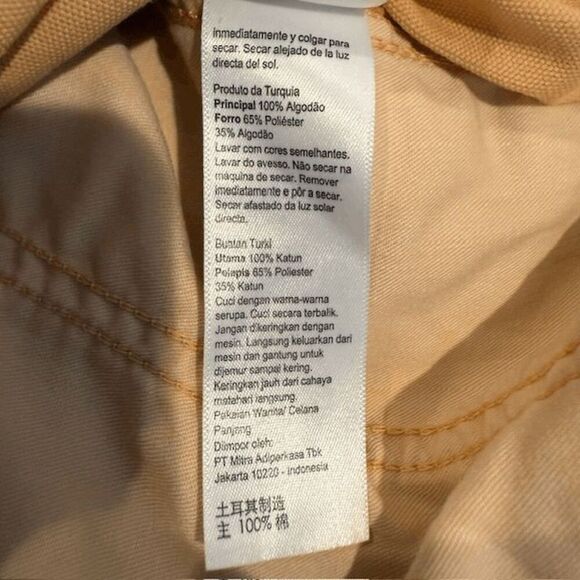 inmediatamente y colgar para
secar. Secar alejado de la luz
directa del sol.
Produto da Turquia
Principal 100% Algodão
Forro 65% Poliéster
35% Algodão
Lavar com cores semelhantes.
Lavar do avesso. Não secar na
maquina de secar. Remover
imediatamente e pôr a secar.
Secar afastado da luz solar
directa.
Buatan Turki
Utama 100% Katun
Pelapis 65% Poliester
35% Katun
Cuci dengan warna-warna
serupa. Cuci secara terbalik.
Jangan dikeringkan dengan
mesin. Langsung keluarkan dari
mesin dan gantung untuk
dijemur sampai kering.
Keringkan jauh dari cahaya
matahari langsung.
Pakaian Wanita/ Celana
Panjang
Diimpor oleh:
PT Mitra Adiperkasa Tbk
Jakarta 10220 - Indonesia
土耳其制造
主 100% 棉